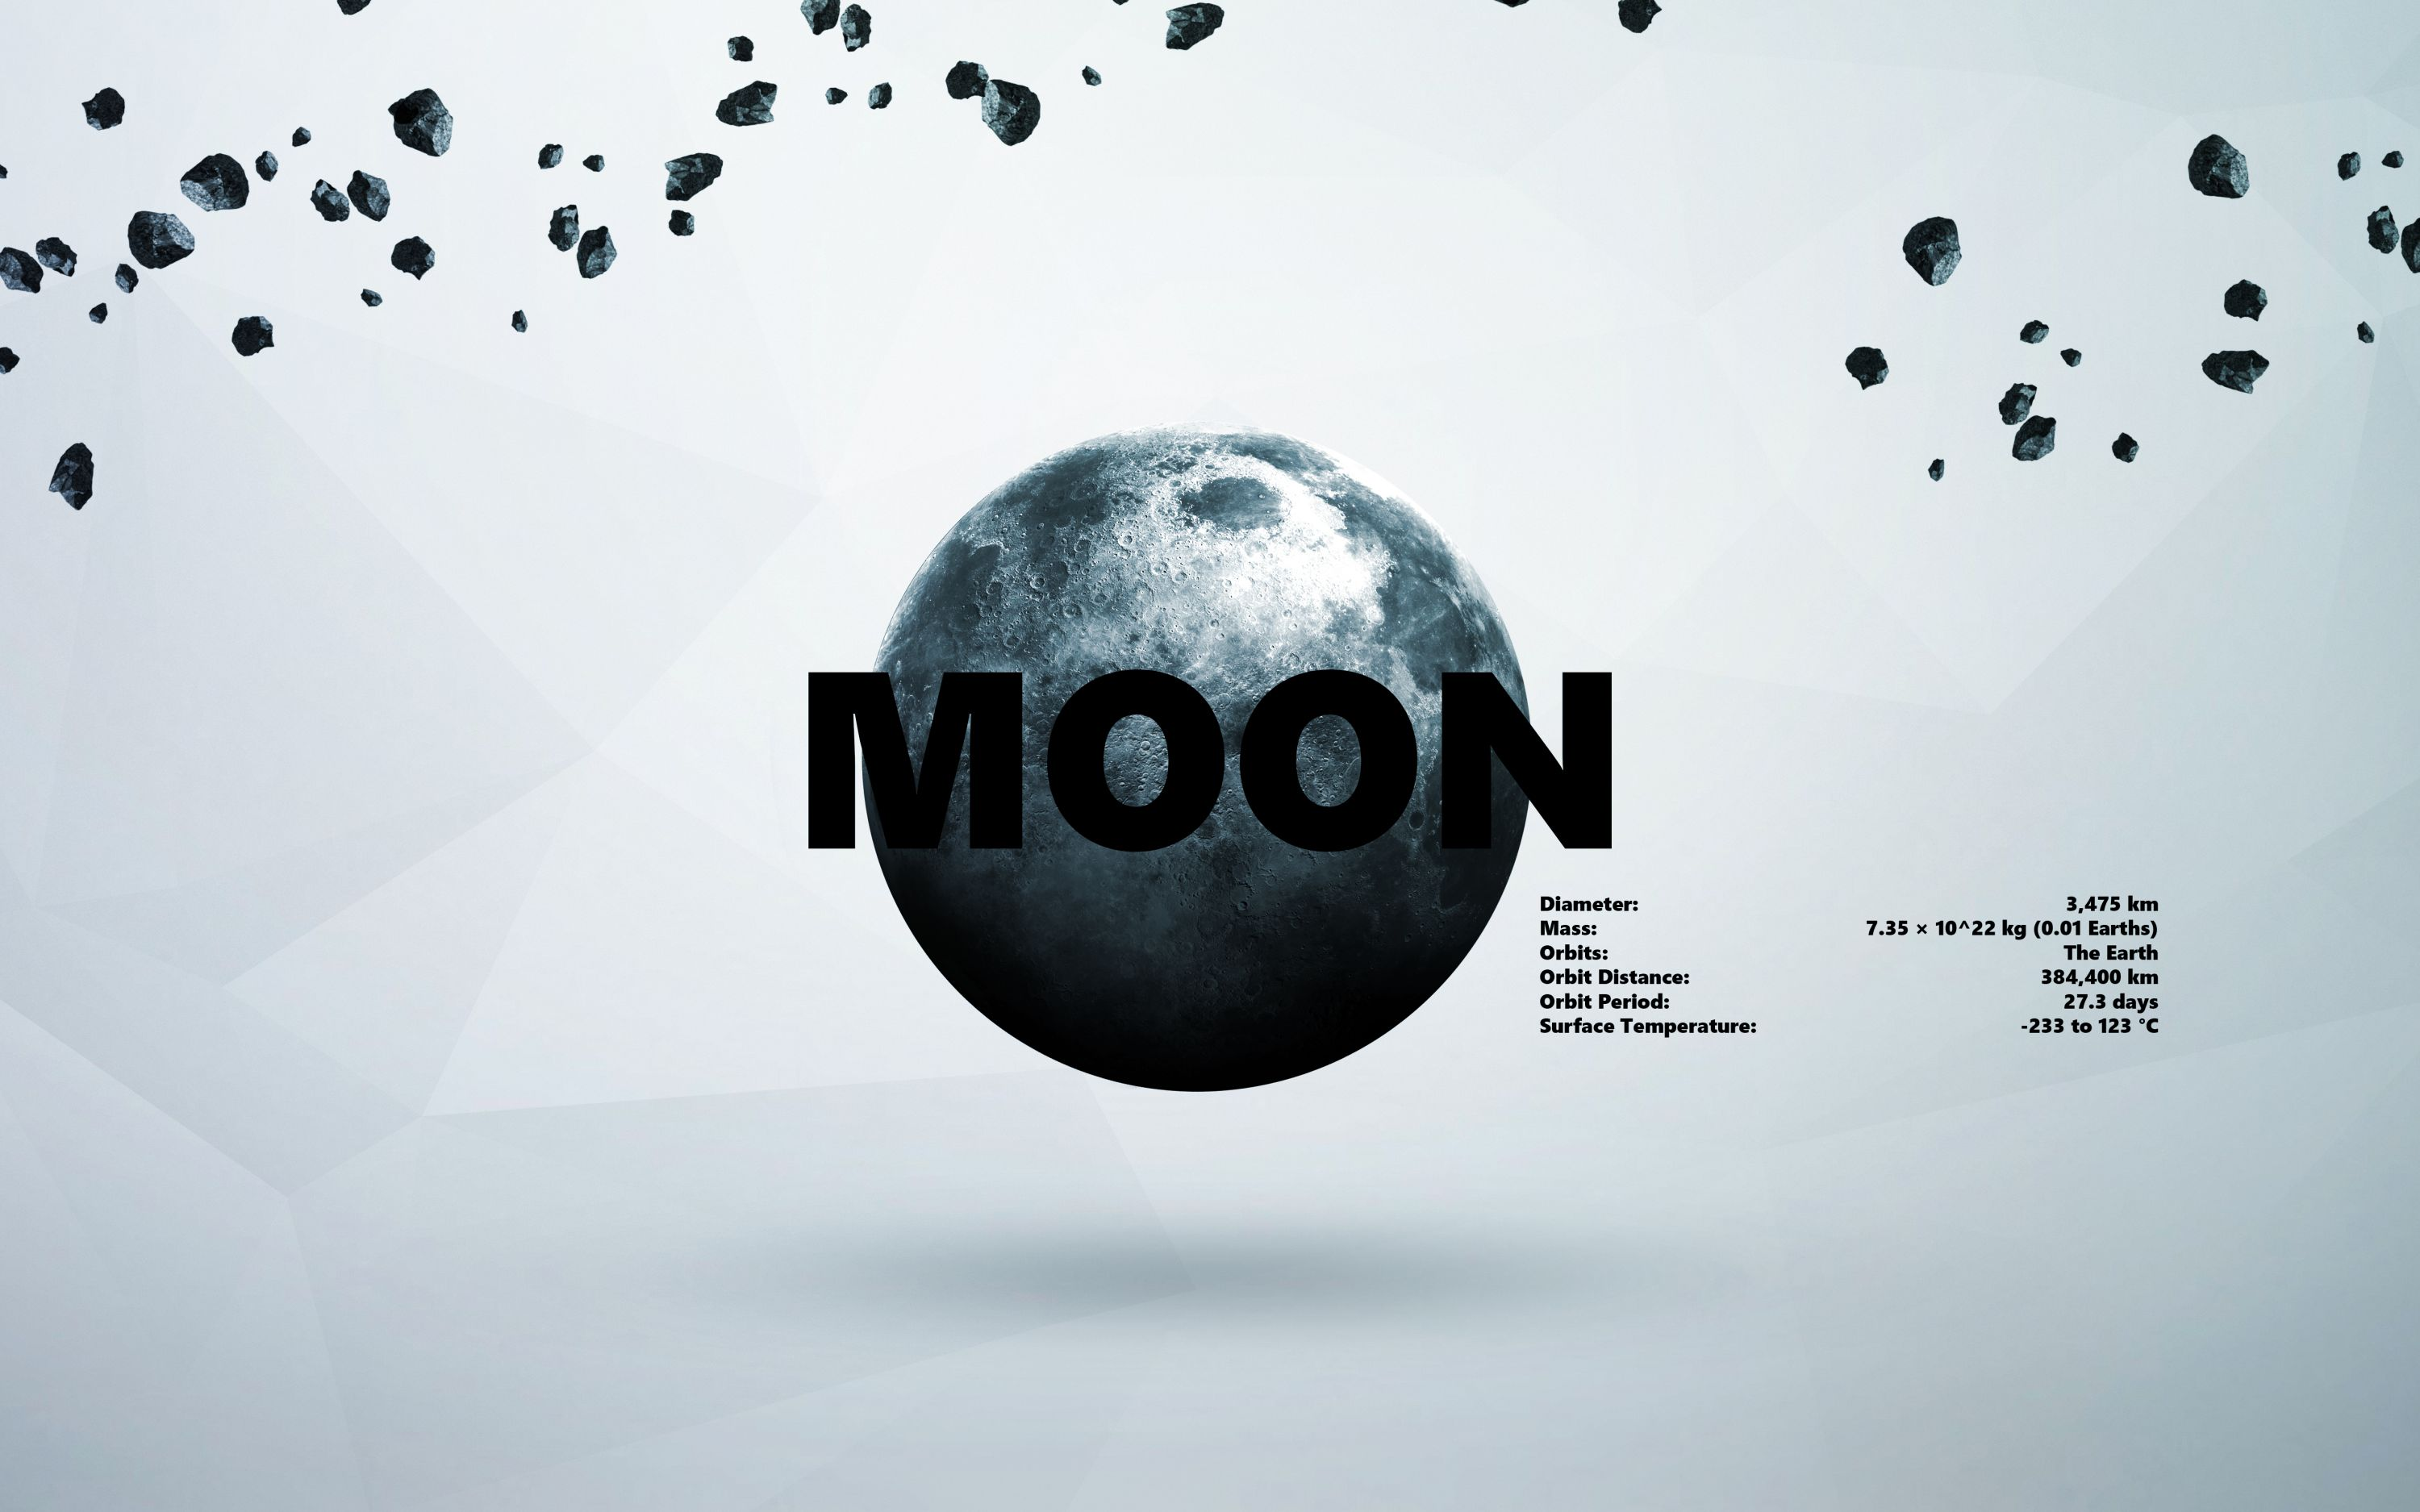 MOON
Diameter: 3,475 km
Mass: 7.35 × 10^22 kg (0.01 Earths)
Orbits: The Earth
Orbit Distance: 384,400 km
Orbit Period: 27.3 days
Surface Temperature: -233 to 123 °C